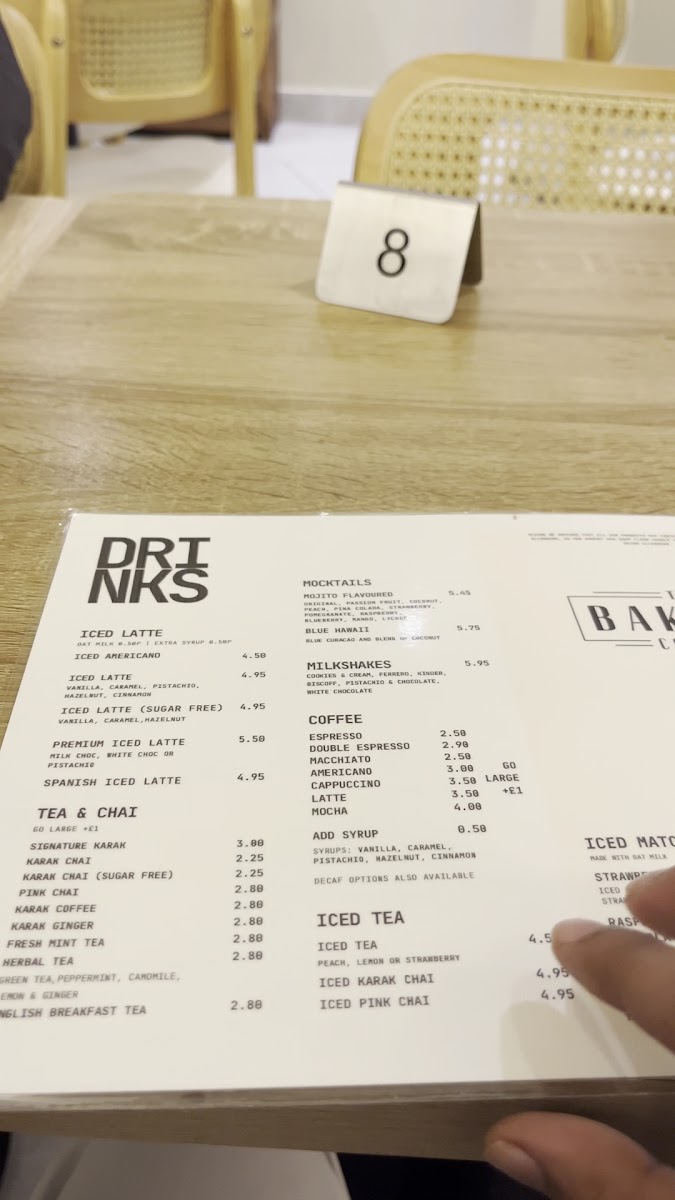 8
DRI
NKS
ICED LATTE
OAT MILK 0.50P | EXTRA SYRUP 0.50P
ICED AMERICANO 4.50
ICED LATTE 4.95
VANILLA, CARAMEL, PISTACHIO,
HAZELNUT, CINNAMON
ICED LATTE (SUGAR FREE) 4.95
VANILLA, CARAMEL,HAZELNUT
PREMIUM ICED LATTE 5.50
MILK CHOC, WHITE CHOC OR
PISTACHIO
SPANISH ICED LATTE 4.95
TEA & CHAI
GO LARGE +£1
SIGNATURE KARAK 3.00
KARAK CHAI 2.25
KARAK CHAI (SUGAR FREE) 2.25
PINK CHAI 2.80
KARAK COFFEE 2.80
KARAK GINGER 2.80
FRESH MINT TEA 2.80
HERBAL TEA 2.80
GREEN TEA,PEPPERMINT, CAMOMILE,
EMON & GINGER
NGLISH BREAKFAST TEA 2.80
MOCKTAILS
MOJITO FLAVOURED 5.45
ORIGINAL, PASSION FRUIT, COCONUT,
PEACH, PINA COLADA, STRAWBERRY,
POMEGRANATE, RASPBERRY,
BLUEBERRY, MANGO, LYCHEE
BLUE HAWAII 5.75
BLUE CURACAO AND BLEND OF COCONUT
MILKSHAKES 5.95
COOKIES & CREAM, FERRERO, KINDER,
BISCOFF, PISTACHIO & CHOCOLATE,
WHITE CHOCOLATE
COFFEE
ESPRESSO 2.50
DOUBLE ESPRESSO 2.90
MACCHIATO 2.50
AMERICANO 3.00 GO
CAPPUCCINO 3.50 LARGE
LATTE 3.50 +£1
MOCHA 4.00
ADD SYRUP 0.50
SYRUPS: VANILLA, CARAMEL,
PISTACHIO, HAZELNUT, CINNAMON
DECAF OPTIONS ALSO AVAILABLE
ICED TEA
ICED TEA 4.5
PEACH, LEMON OR STRAWBERRY
ICED KARAK CHAI 4.95
ICED PINK CHAI 4.95
BAK
ICED MATC
MADE WITH OAT MILK
STRAWBE
ICED
STRA
RASP